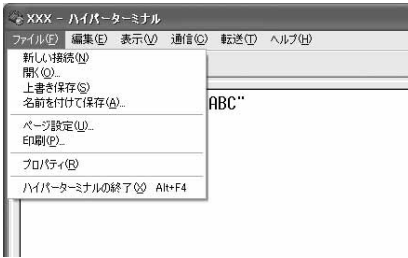 XXX - ハイパーターミナル
ファイル(F) 編集(E) 表示(V) 通信(C) 転送(T) ヘルプ(H)
新しい接続(N)
開く(O)...
上書き保存(S)
名前を付けて保存(A)...
ABC"
ページ設定(U)...
印刷(P)...
プロパティ(R)
ハイパーターミナルの終了(X) Alt+F4